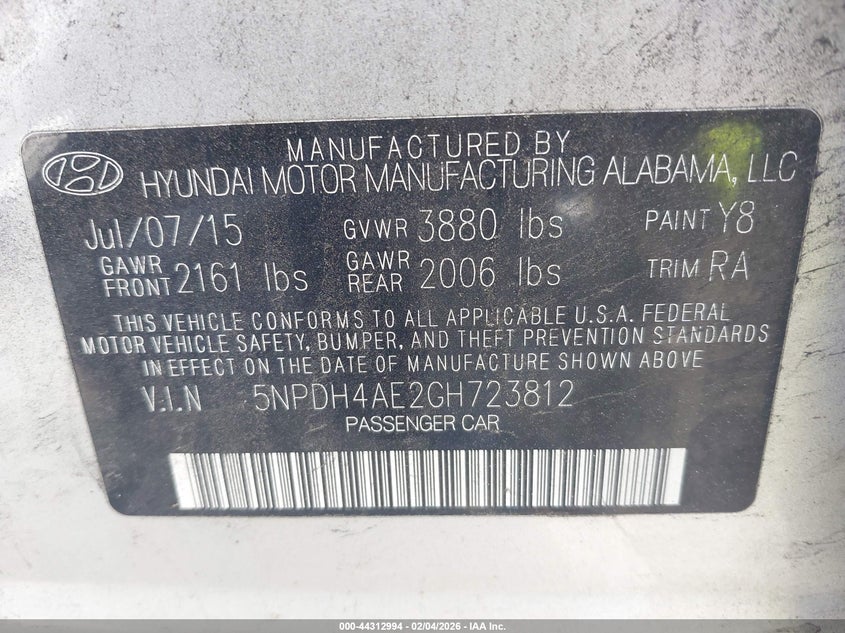 MANUFACTURED BY
HYUNDAI MOTOR MANUFACTURING ALABAMA, LLC
Jul/07/15 GVWR 3880 lbs PAINT Y8
GAWR FRONT 2161 lbs GAWR REAR 2006 lbs TRIM RA
THIS VEHICLE CONFORMS TO ALL APPLICABLE U.S.A. FEDERAL
MOTOR VEHICLE SAFETY, BUMPER, AND THEFT PREVENTION STANDARDS
IN EFFECT ON THE DATE OF MANUFACTURE SHOWN ABOVE
V.I.N 5NPDH4AE2GH723812
PASSENGER CAR
000-44312994 - 02/04/2026 - IAA Inc.